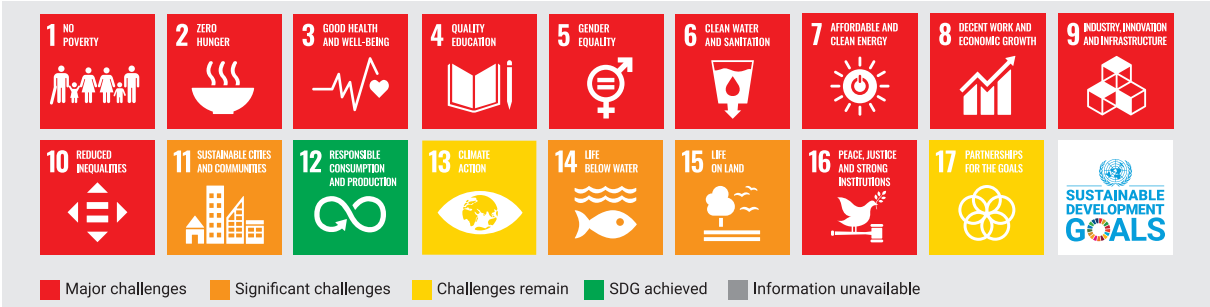 1 NO
POVERTY
2 ZERO
HUNGER
3 GOOD HEALTH
AND WELL-BEING
4 QUALITY
EDUCATION
5 GENDER
EQUALITY
6 CLEAN WATER
AND SANITATION
7 AFFORDABLE AND
CLEAN ENERGY
8 DECENT WORK AND
ECONOMIC GROWTH
9 INDUSTRY, INNOVATION
AND INFRASTRUCTURE
10 REDUCED
INEQUALITIES
11 SUSTAINABLE CITIES
AND COMMUNITIES
12 RESPONSIBLE
CONSUMPTION
AND PRODUCTION
13 CLIMATE
ACTION
14 LIFE
BELOW WATER
15 LIFE
ON LAND
16 PEACE, JUSTICE
AND STRONG
INSTITUTIONS
17 PARTNERSHIPS
FOR THE GOALS
SUSTAINABLE
DEVELOPMENT
GOALS
Major challenges
Significant challenges
Challenges remain
SDG achieved
Information unavailable